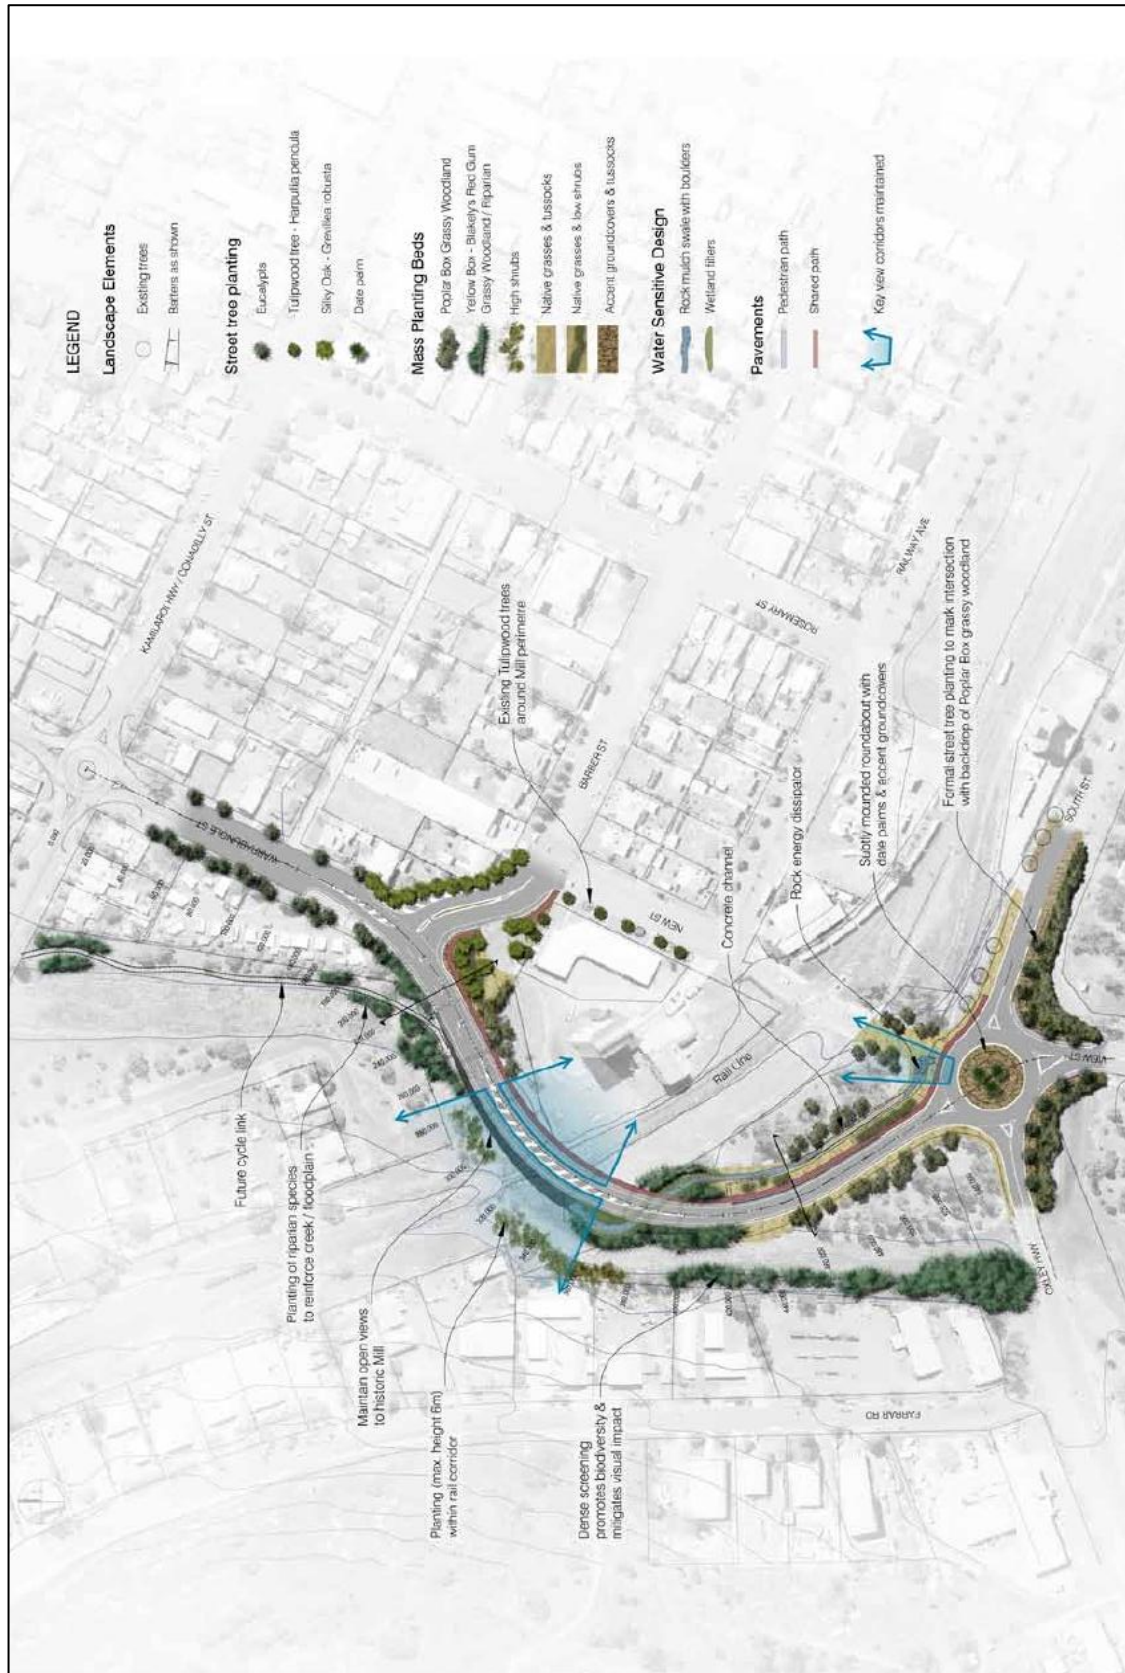 LEGEND
Landscape Elements
Existing trees
Batters as shown
Street tree planting
Eucalypts
Tulipwood tree - Harpullia pendula
Silky Oak - Grevillea robusta
Date palm
Mass Planting Beds
Poplar Box Grassy Woodland
Yellow Box - Blakely's Red Gum
Grassy Woodland / Riparian
High shrubs
Native grasses & tussocks
Native grasses & low shrubs
Accent groundcovers & tussocks
Water Sensitive Design
Rock mulch swale with boulders
Wetland filters
Pavements
Pedestrian path
Shared path
Key view corridors maintained
KAMILAROI HWY / CONADILLY ST
WARRABUNGLE ST
Existing Tulipwood trees
around Mill perimetre
BARBER ST
NEW ST
ROSEMARY ST
RAILWAY AVE
Concrete channel
Rock energy dissipator
Subtly mounded roundabout with
date palms & accent groundcovers
Formal street tree planting to mark intersection
with backdrop of Poplar Box grassy woodland
SOUTH ST
VIEW ST
Rail Line
Future cycle link
Planting of riparian species
to reinforce creek / floodplain
Maintain open views
to historic Mill
Planting (max. height 6m)
within rail corridor
Dense screening
promotes biodiversity &
mitigates visual impact
OXLEY HWY
FARRAR RD